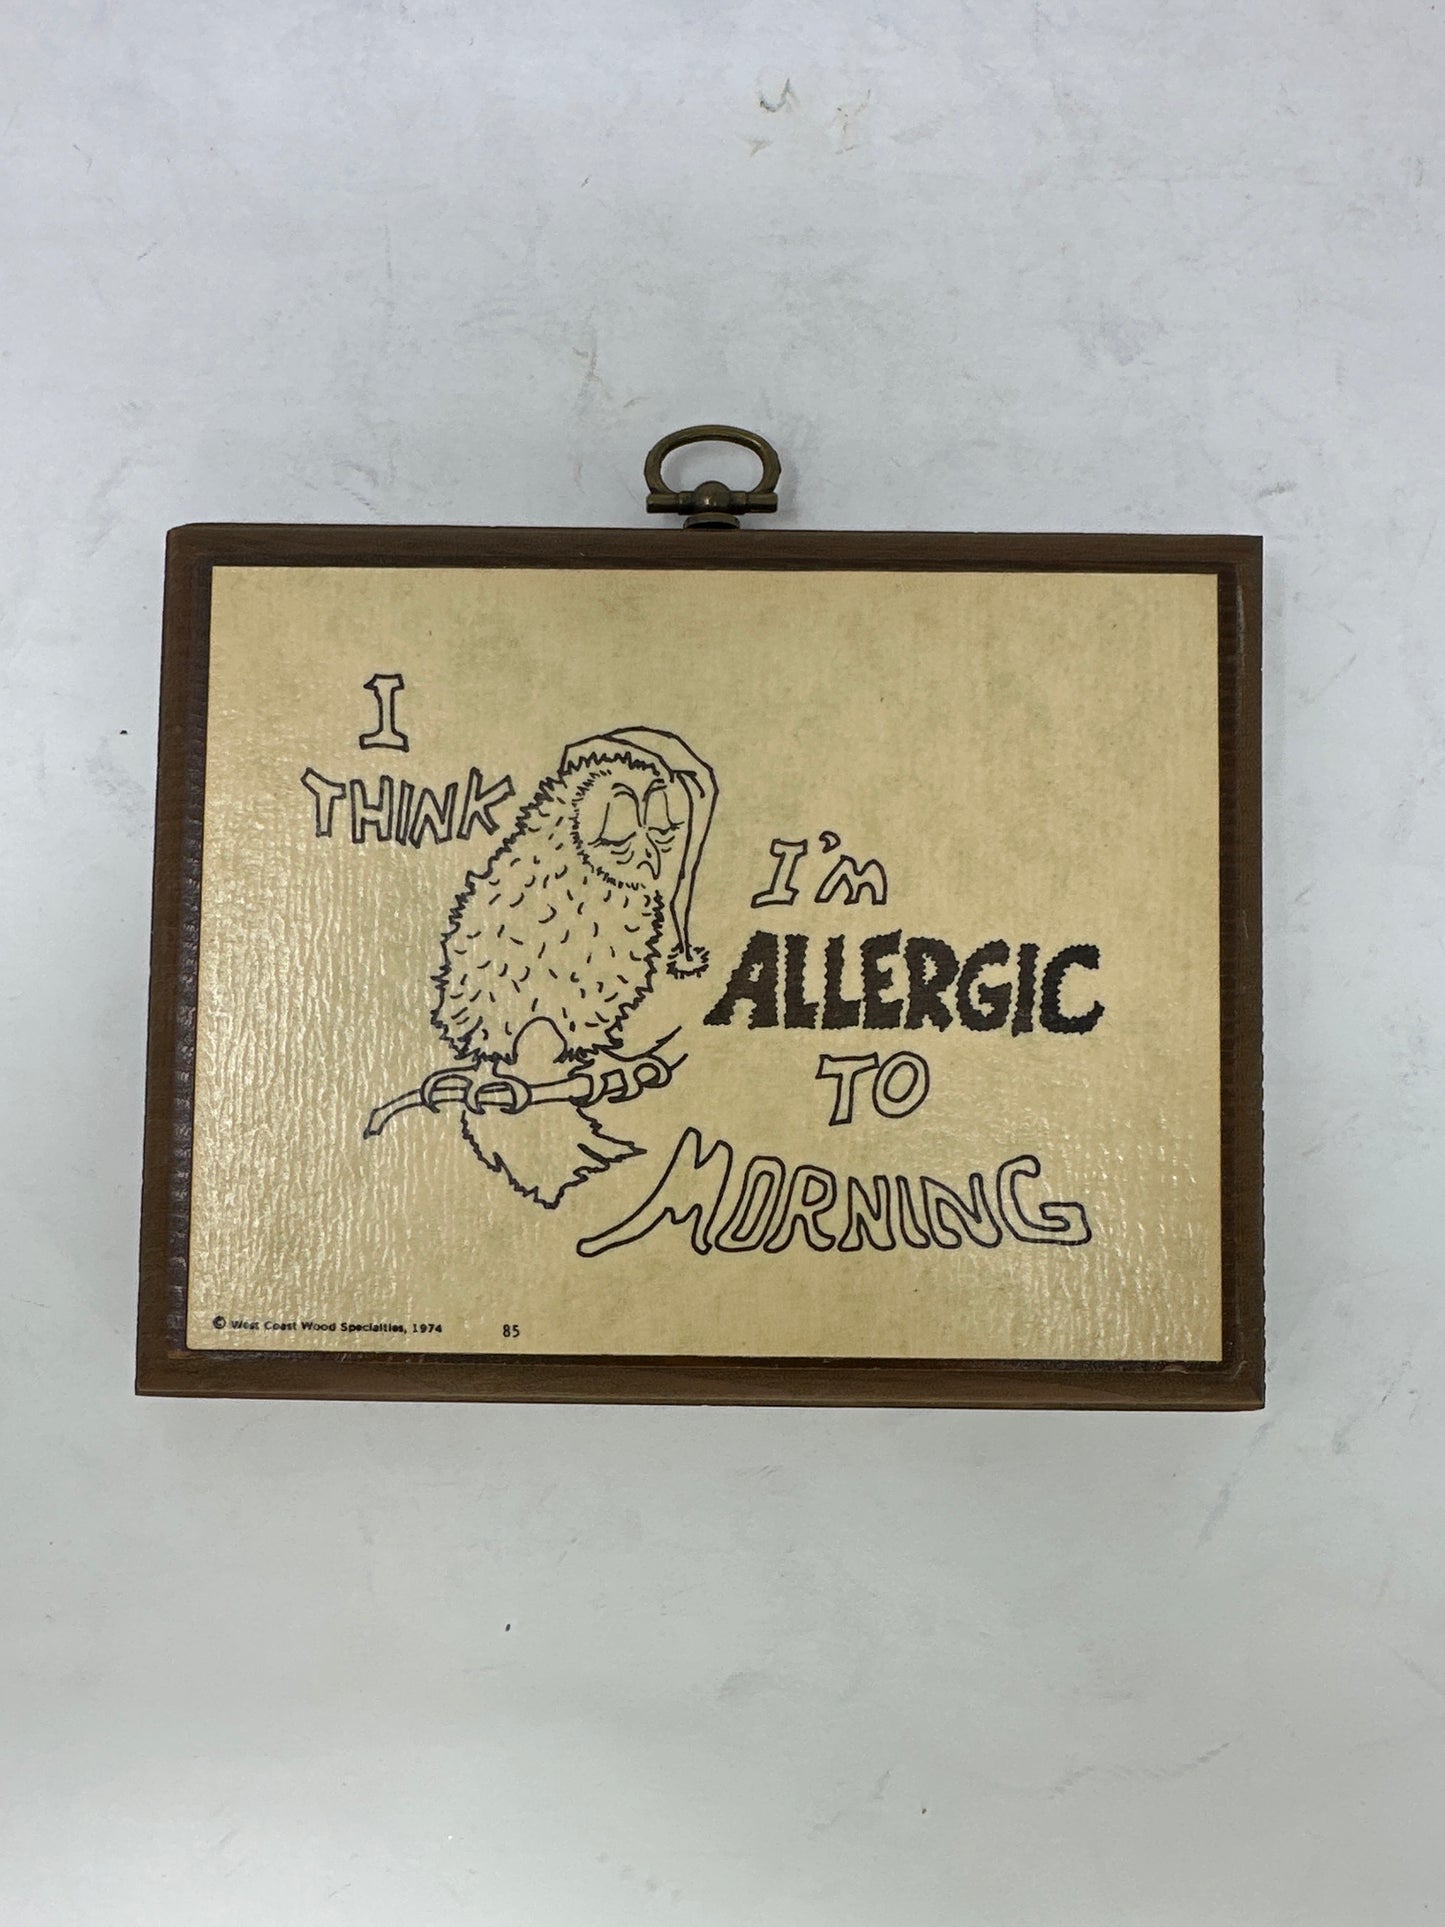 I
THINK
I'M
ALLERGIC
TO
MORNING
© West Coast Wood Specialties, 1974 85